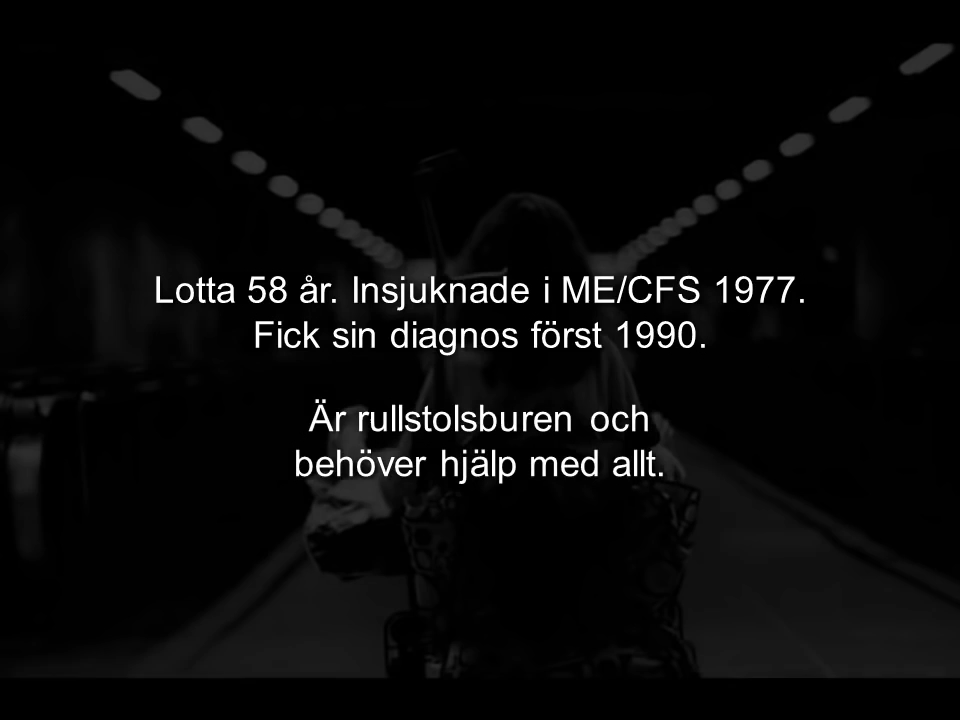 Lotta 58 år. Insjuknade i ME/CFS 1977.
Fick sin diagnos först 1990.
Är rullstolsburen och
behöver hjälp med allt.